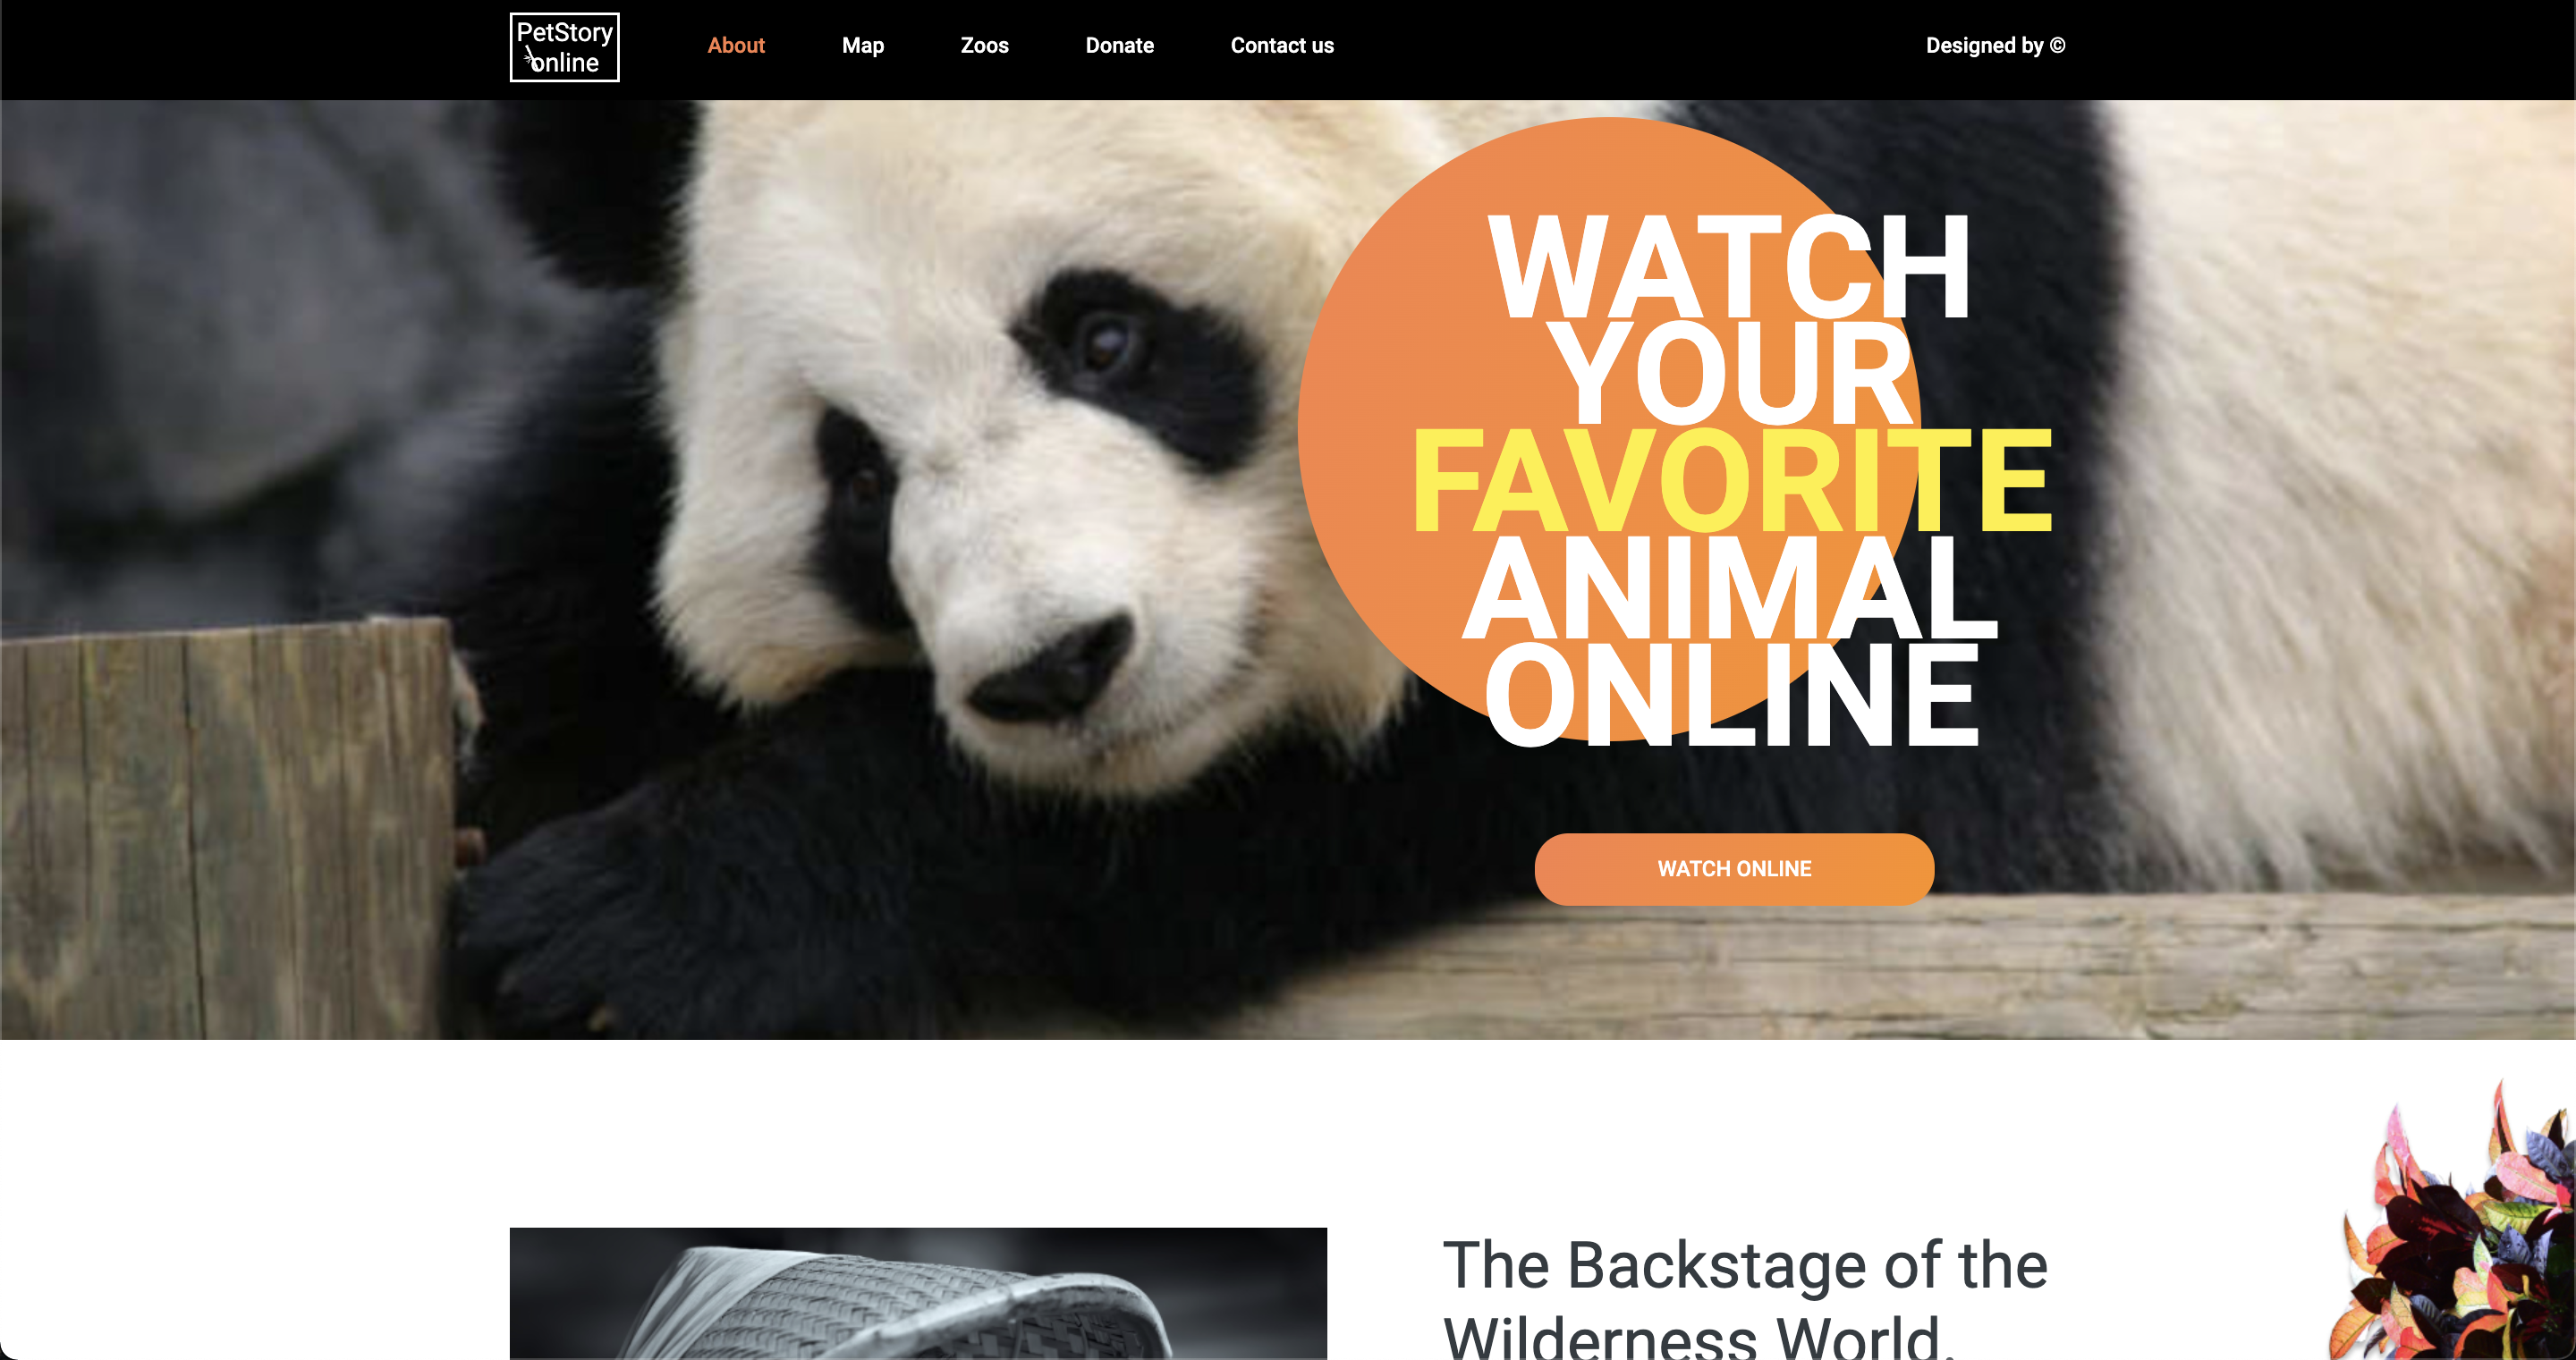 PetStory
online
About
Map
Zoos
Donate
Contact us
Designed by ©
WATCH
YOUR
FAVORITE
ANIMAL
ONLINE
WATCH ONLINE
The Backstage of the
Wilderness World.